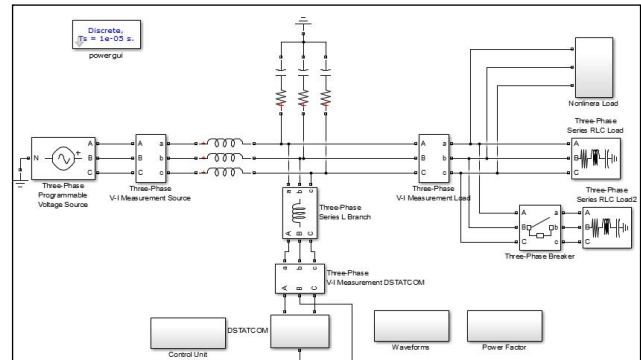 Discrete,
Ts = 1e-05 s.
powergui
Nonlinera Load
Three-Phase
Series RLC Load
N
A
B
C
A
B
C
a
b
c
A
B
C
a
b
c
A
B
C
Three-Phase
Programmable
Voltage Source
Three-Phase
V-I Measurement Source
Three-Phase
V-I Measurement Load
a
b
c
Three-Phase
Series L Branch
A
B
C
Three-Phase
Series RLC Load2
A
B
C
a
b
c
A
B
C
Three-Phase Breaker
a
b
c
Three-Phase
V-I Measurement DSTATCOM
A
B
C
DSTATCOM
Control Unit
Waveforms
Power Factor